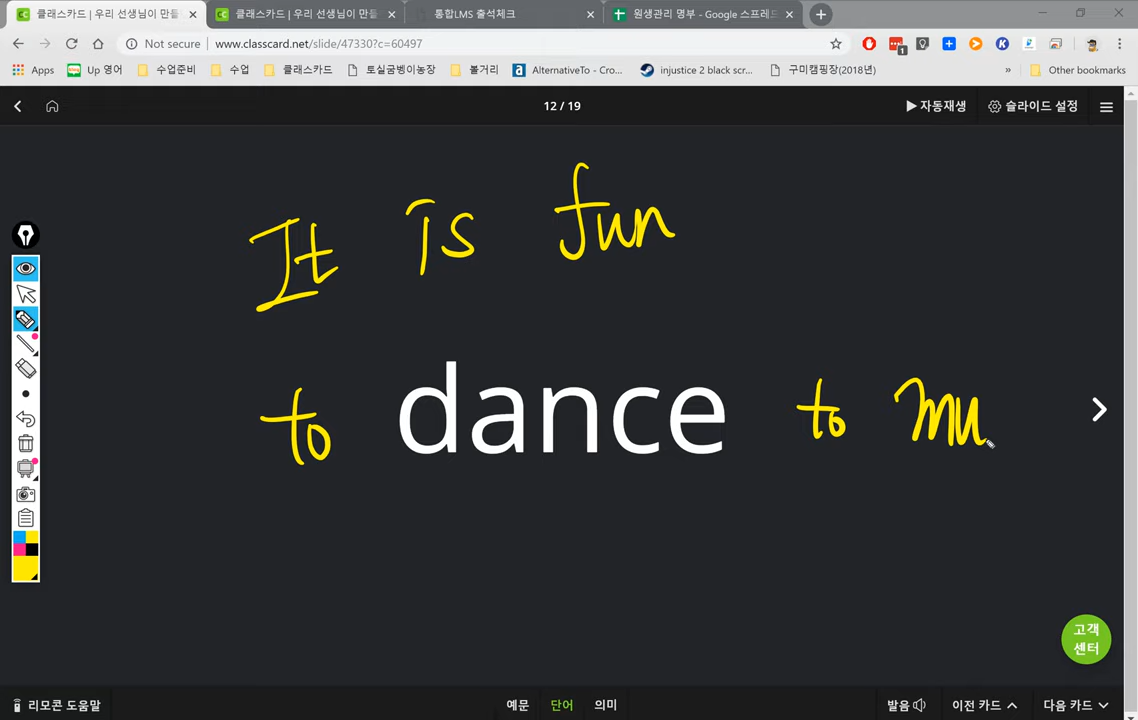 클래스카드 | 우리 선생님이 만들
클래스카드 | 우리 선생님이 만들
통합LMS 출석체크
원생관리 명부 - Google 스프레드
Not secure | www.classcard.net/slide/47330?c=60497
Apps
Up 영어
수업준비
수업
클래스카드
토실굼벵이농장
볼거리
AlternativeTo - Cro...
injustice 2 black scr...
구미캠핑장(2018년)
»
Other bookmarks
12 / 19
자동재생
슬라이드 설정
It is fun
to dance to mu
고객
센터
리모콘 도움말
예문
단어
의미
발음
이전 카드
다음 카드